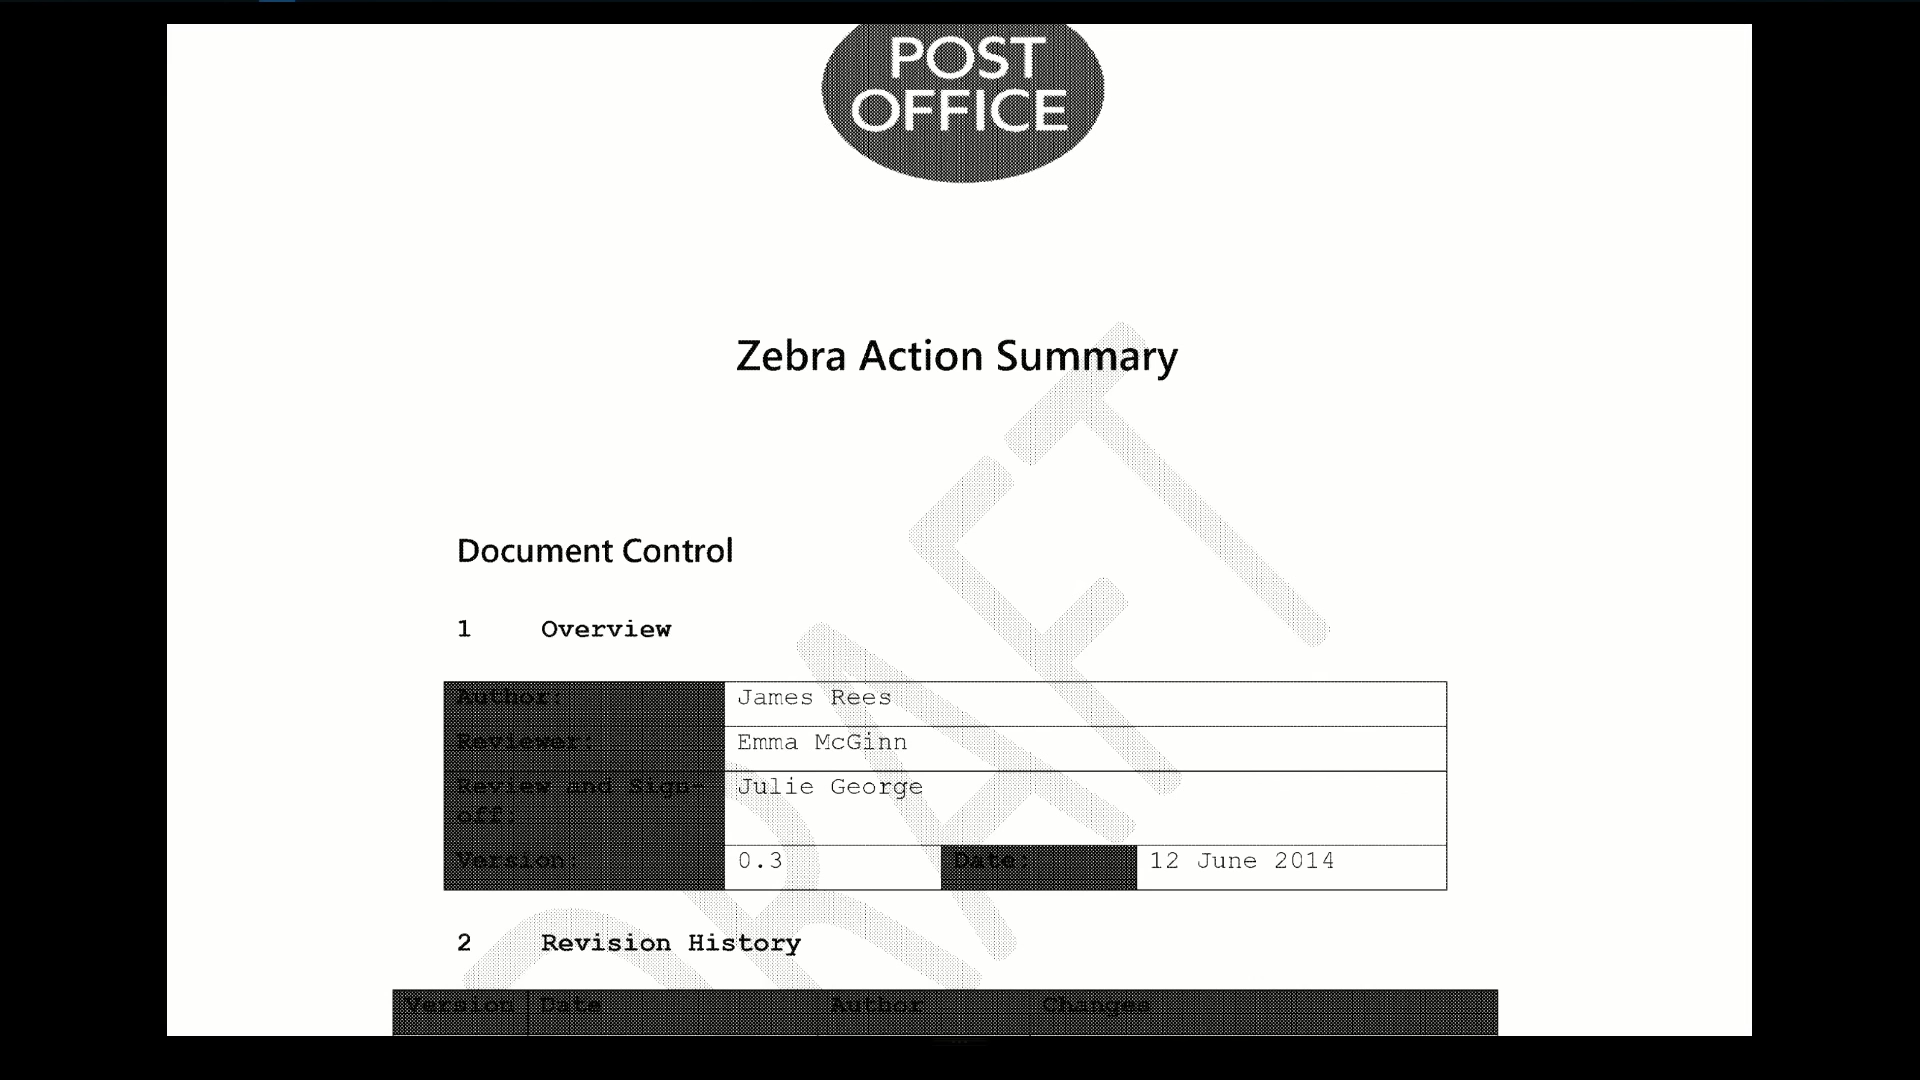 POST
OFFICE
Zebra Action Summary
Document Control
1 Overview
Author: James Rees
Reviewer: Emma McGinn
Review and Sign-
off: Julie George
Version: 0.3 Date: 12 June 2014
2 Revision History
Version Date Author Changes
DRAFT